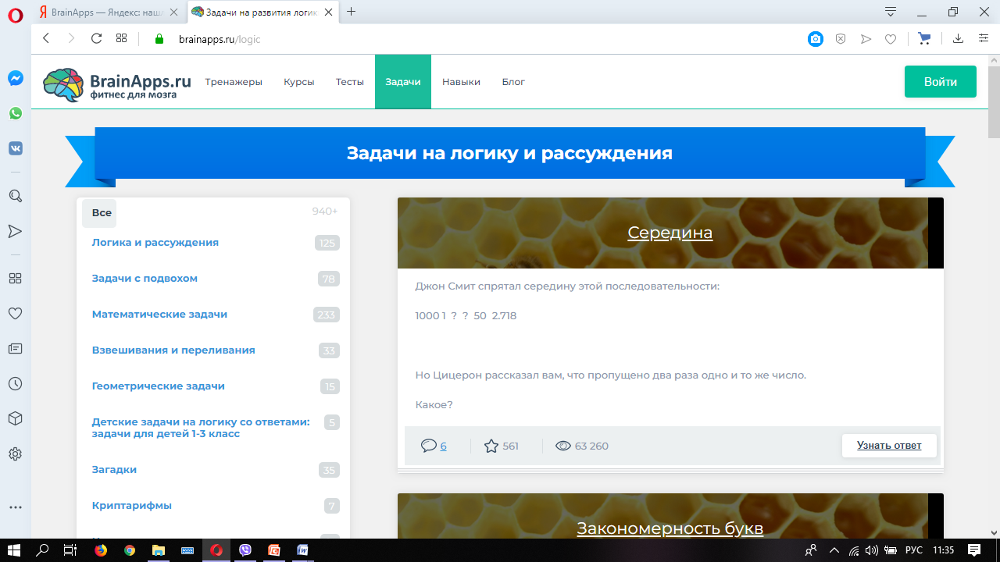 BrainApps — Яндекс: нашл
Задачи на развития логик
brainapps.ru/logic
BrainApps.ru
фитнес для мозга
Тренажеры Курсы Тесты Задачи Навыки Блог
Войти
Задачи на логику и рассуждения
Все 940+
Логика и рассуждения 125
Задачи с подвохом 78
Математические задачи 233
Взвешивания и переливания 33
Геометрические задачи 15
Детские задачи на логику со ответами: 5
задачи для детей 1-3 класс
Загадки 35
Криптарифмы 7
Середина
Джон Смит спрятал середину этой последовательности:
1000 1 ? ? 50 2.718
Но Цицерон рассказал вам, что пропущено два раза одно и то же число.
Какое?
6 561 63 260 Узнать ответ
Закономерность букв
РУС 11:35